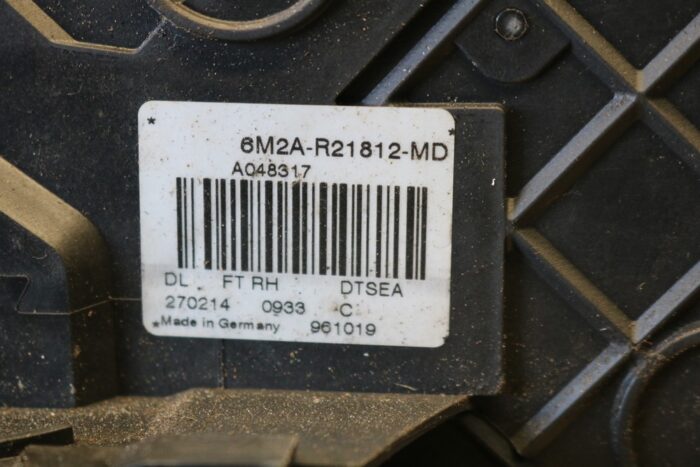 6M2A-R21812-MD
A048317
DL FT RH DTSEA
270214 0933 C
*Made in Germany 961019